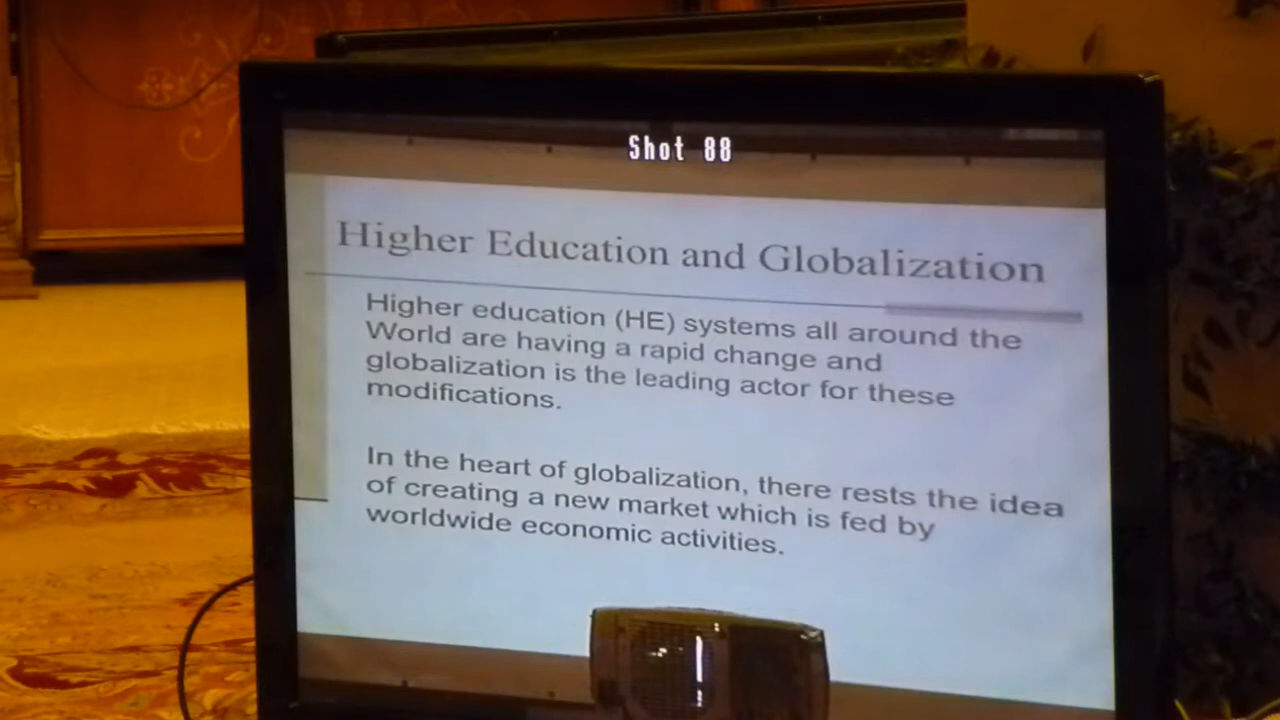 Shot 88
Higher Education and Globalization
Higher education (HE) systems all around the
World are having a rapid change and
globalization is the leading actor for these
modifications.
In the heart of globalization, there rests the idea
of creating a new market which is fed by
worldwide economic activities.